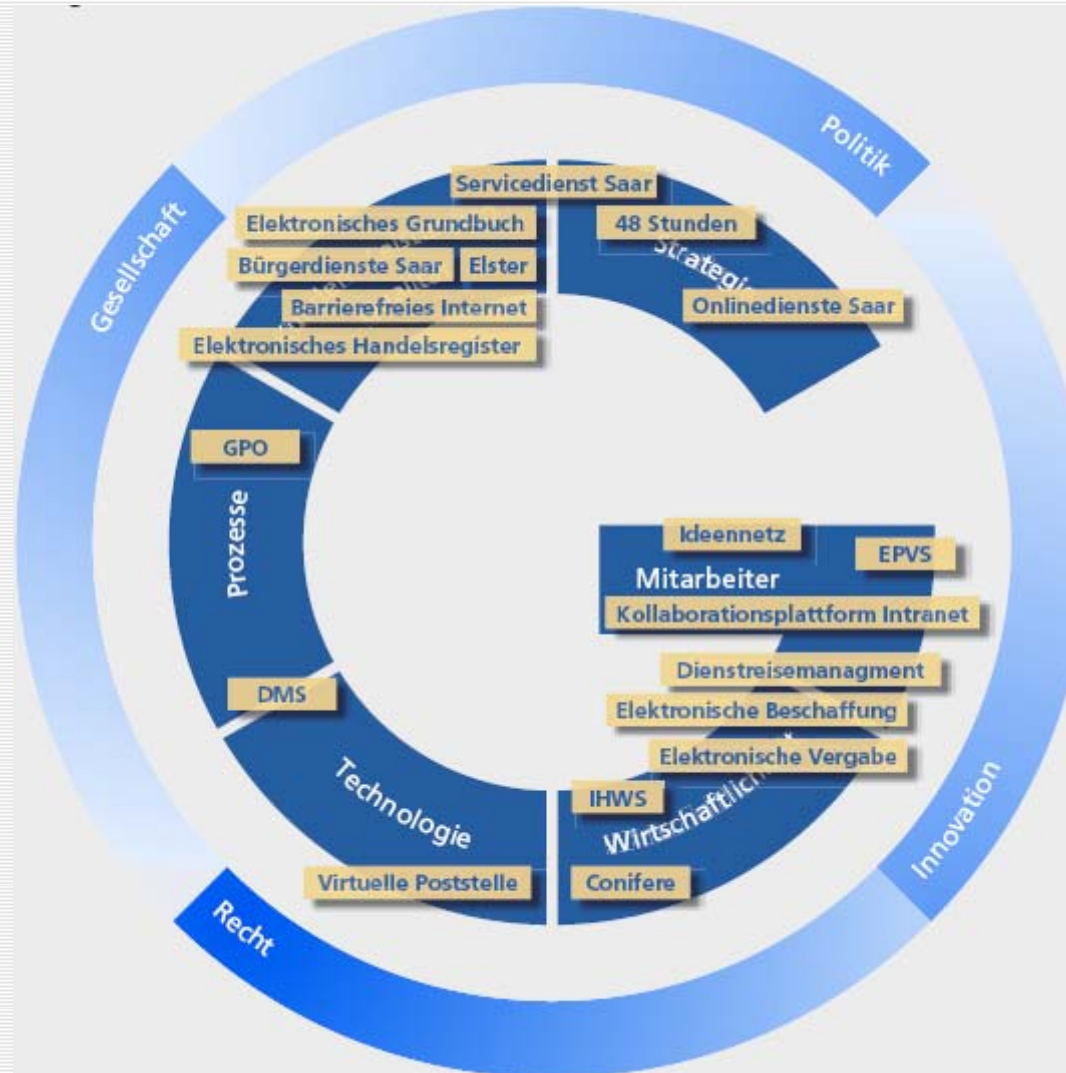 Politik
Servicedienst Saar
Elektronisches Grundbuch
48 Stunden
Gesellschaft
Bürgerdienste Saar
Elster
Onlinedienste Saar
Barrierefreies Internet
Elektronisches Handelsregister
GPO
Prozesse
Ideennetz
EPVS
Mitarbeiter
Kollaborationsplattform Intranet
Dienstreisemanagment
DMS
Elektronische Beschaffung
Elektronische Vergabe
Technologie
IHWS
Innovation
Virtuelle Poststelle
Conifere
Recht